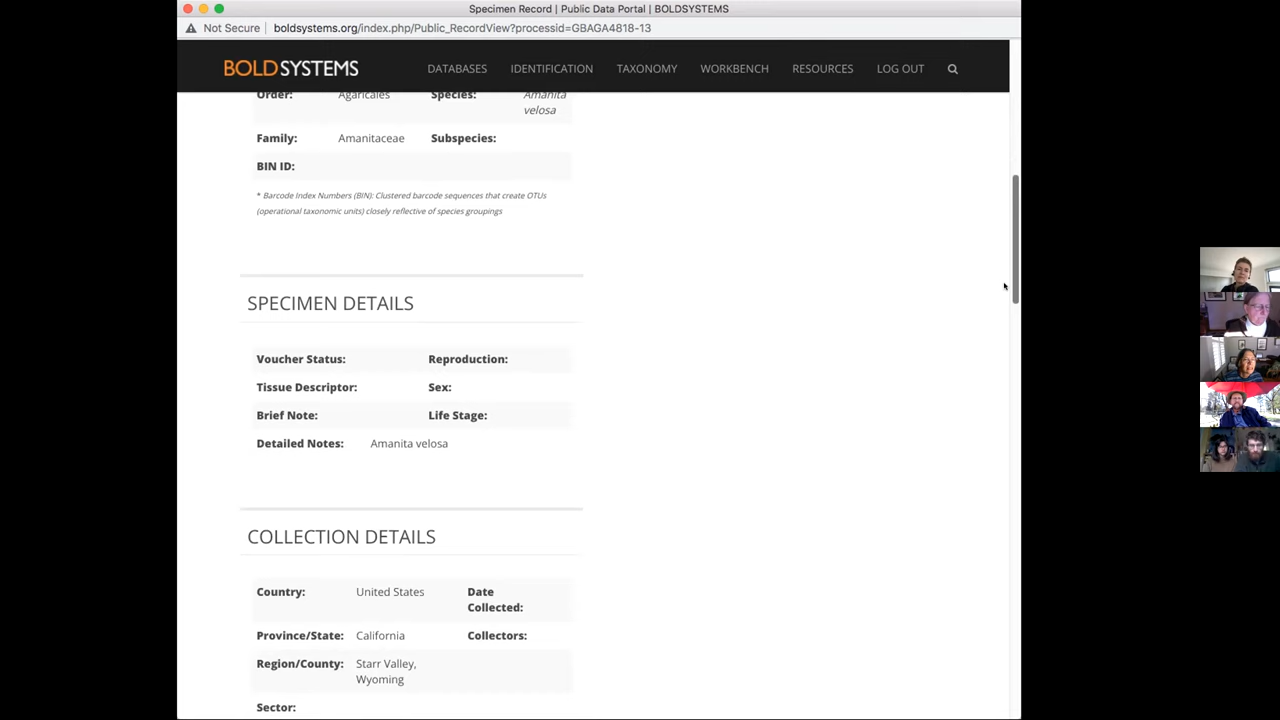 Specimen Record | Public Data Portal | BOLDSYSTEMS
Not Secure | boldsystems.org/index.php/Public_RecordView?processid=GBAGA4818-13
BOLDSYSTEMS DATABASES IDENTIFICATION TAXONOMY WORKBENCH RESOURCES LOG OUT
Order: Agaricales Species: Amanita
velosa
Family: Amanitaceae Subspecies:
BIN ID:
* Barcode Index Numbers (BIN): Clustered barcode sequences that create OTUs
(operational taxonomic units) closely reflective of species groupings
SPECIMEN DETAILS
Voucher Status: Reproduction:
Tissue Descriptor: Sex:
Brief Note: Life Stage:
Detailed Notes: Amanita velosa
COLLECTION DETAILS
Country: United States Date
Collected:
Province/State: California Collectors:
Region/County: Starr Valley,
Wyoming
Sector: